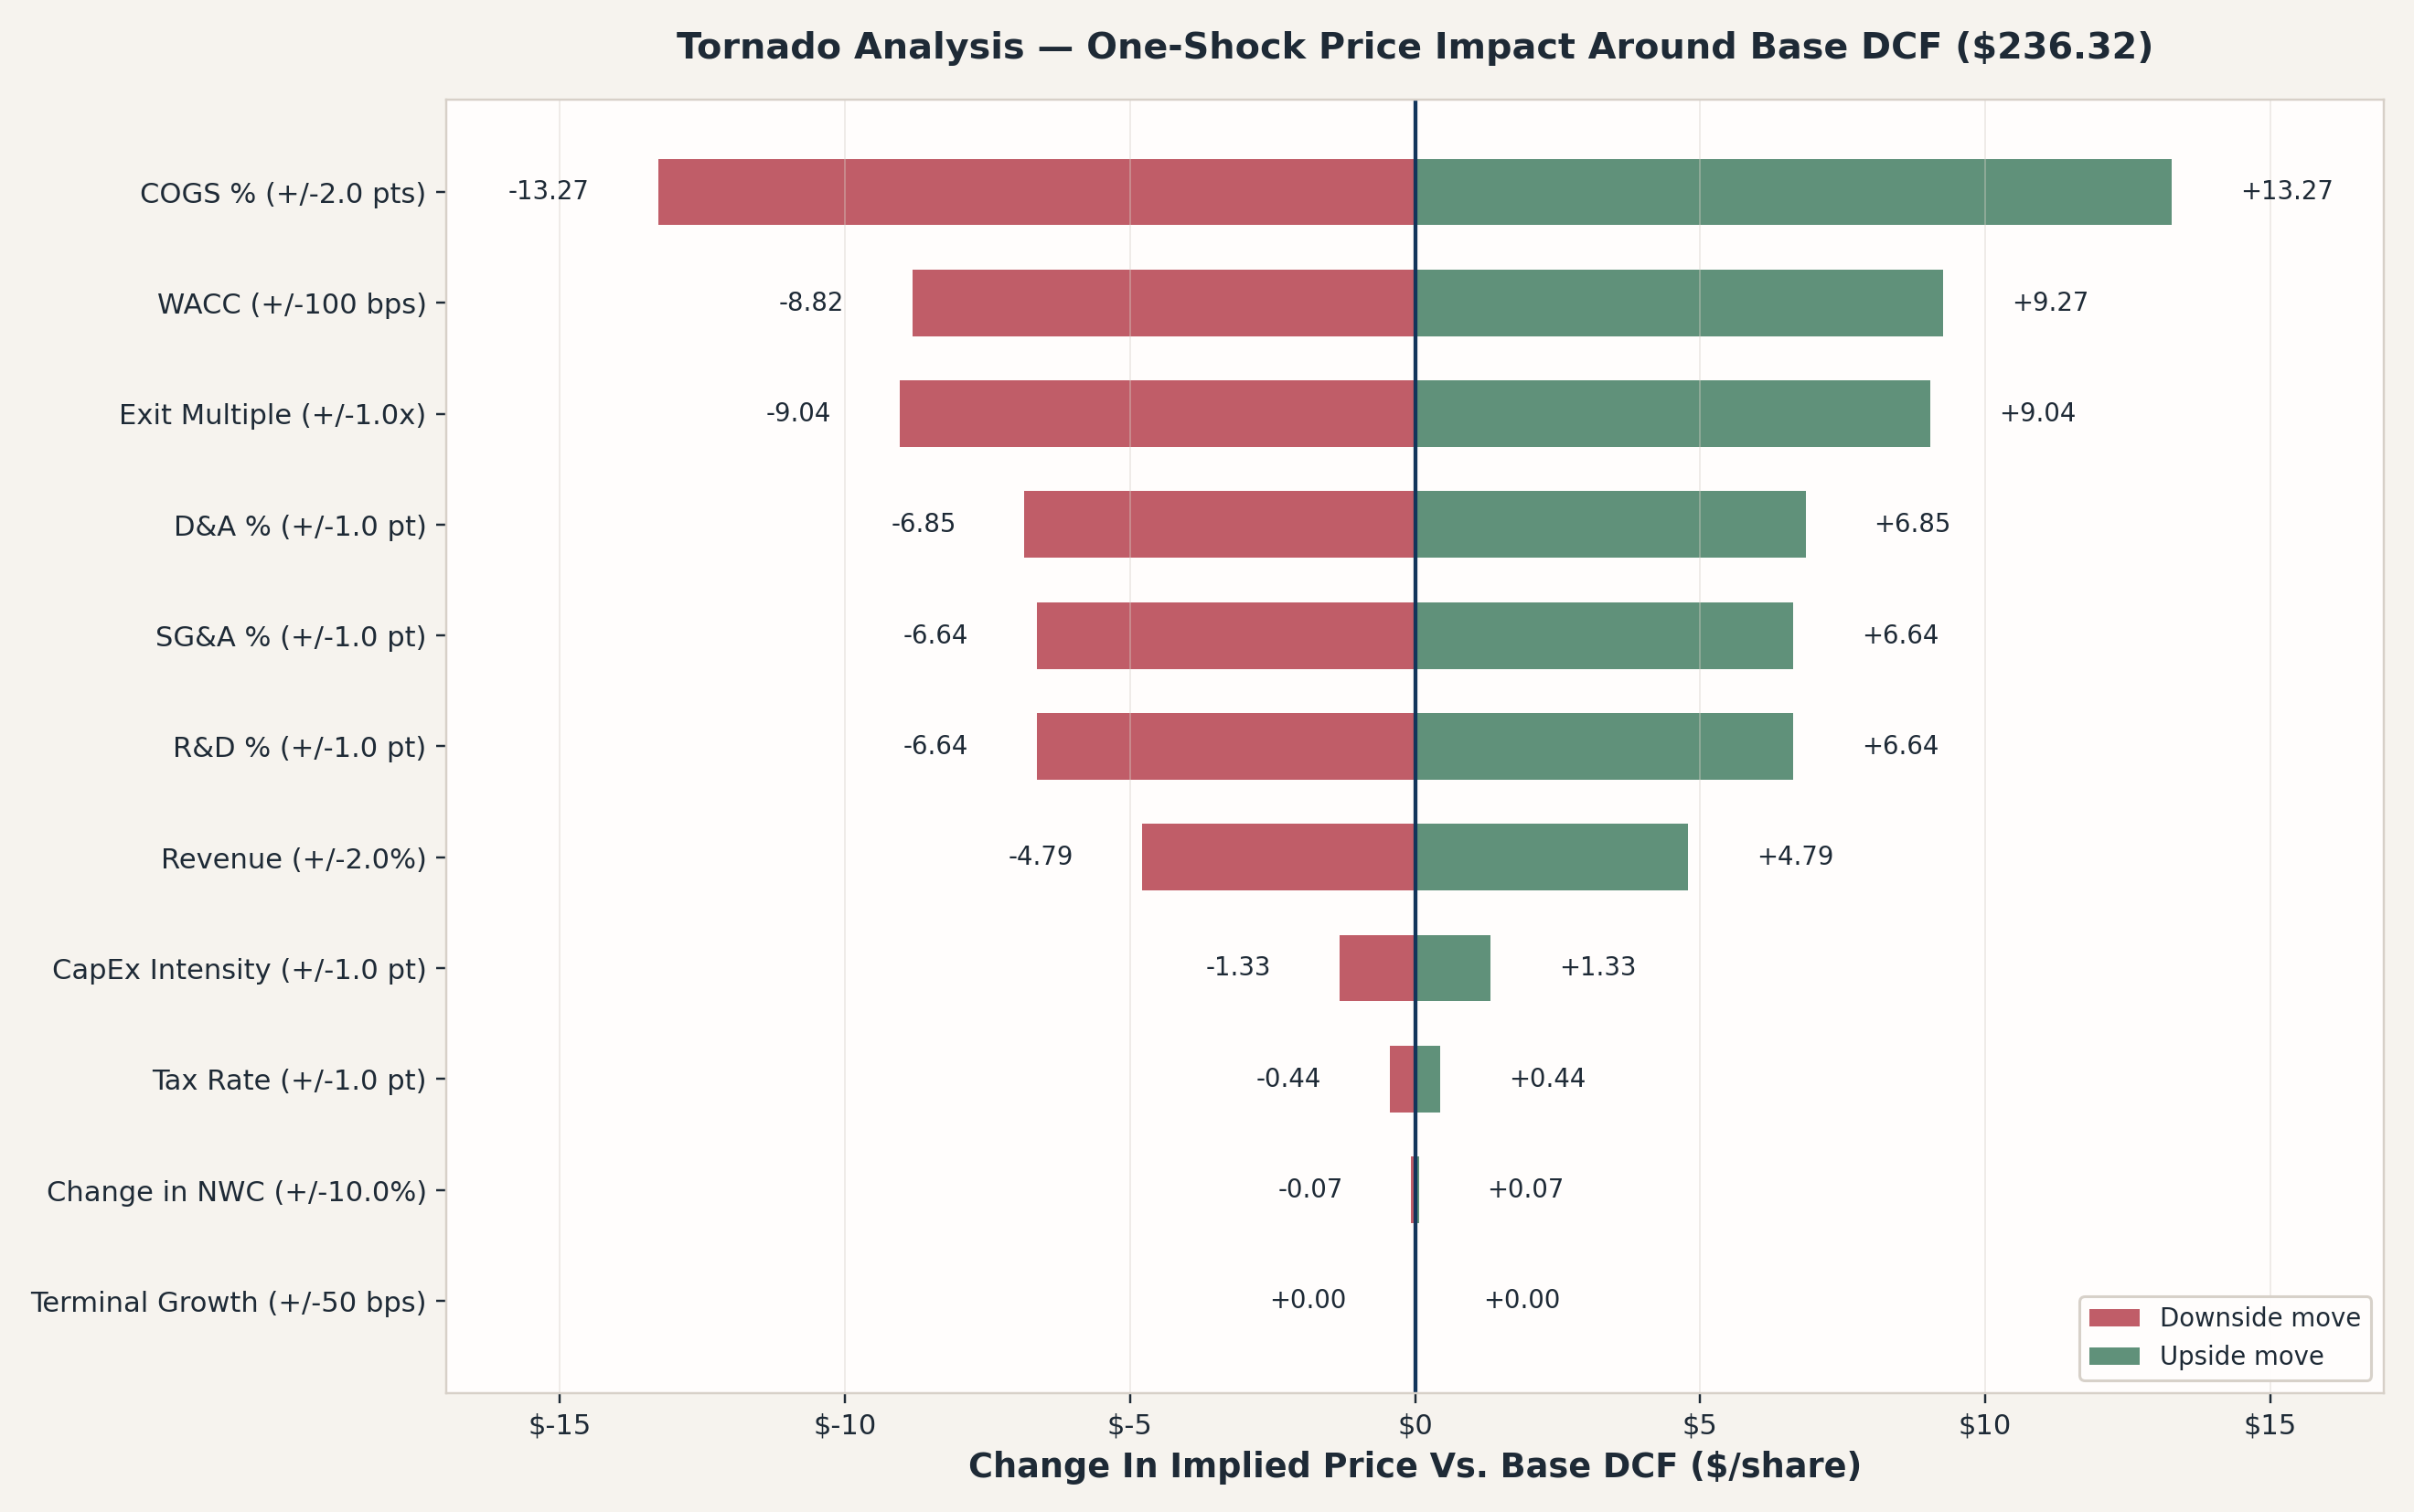 Tornado Analysis — One-Shock Price Impact Around Base DCF ($236.32)
COGS % (+/-2.0 pts) -13.27 +13.27
WACC (+/-100 bps) -8.82 +9.27
Exit Multiple (+/-1.0x) -9.04 +9.04
D&A % (+/-1.0 pt) -6.85 +6.85
SG&A % (+/-1.0 pt) -6.64 +6.64
R&D % (+/-1.0 pt) -6.64 +6.64
Revenue (+/-2.0%) -4.79 +4.79
CapEx Intensity (+/-1.0 pt) -1.33 +1.33
Tax Rate (+/-1.0 pt) -0.44 +0.44
Change in NWC (+/-10.0%) -0.07 +0.07
Terminal Growth (+/-50 bps) +0.00 +0.00
Downside move
Upside move
$-15 $-10 $-5 $0 $5 $10 $15
Change In Implied Price Vs. Base DCF ($/share)